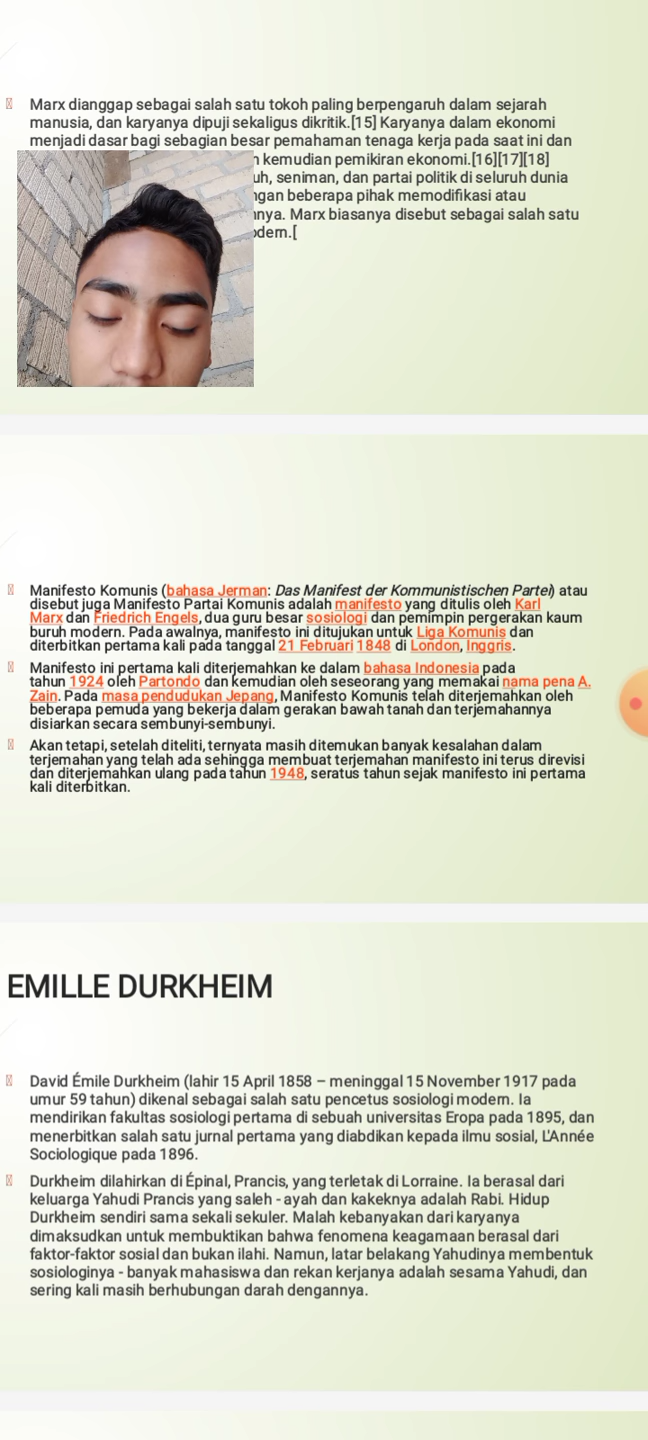 Marx dianggap sebagai salah satu tokoh paling berpengaruh dalam sejarah
manusia, dan karyanya dipuji sekaligus dikritik.[15] Karyanya dalam ekonomi
menjadi dasar bagi sebagian besar pemahaman tenaga kerja pada saat ini dan
kemudian pemikiran ekonomi.[16][17][18]
seniman, dan partai politik di seluruh dunia
beberapa pihak memodifikasi atau
Marx biasanya disebut sebagai salah satu
Manifesto Komunis (bahasa Jerman: Das Manifest der Kommunistischen Partei) atau
disebut juga Manifesto Partai Komunis adalah manifesto yang ditulis oleh Karl
Marx dan Friedrich Engels, dua guru besar sosiologi dan pemimpin pergerakan kaum
buruh modern. Pada awalnya, manifesto ini ditujukan untuk Liga Komunis dan
diterbitkan pertama kali pada tanggal 21 Februari 1848 di London, Inggris.
Manifesto ini pertama kali diterjemahkan ke dalam bahasa Indonesia pada
tahun 1924 oleh Partondo dan kemudian oleh seseorang yang memakai nama pena A.
Zain. Pada masa pendudukan Jepang, Manifesto Komunis telah diterjemahkan oleh
beberapa pemuda yang bekerja dalam gerakan bawah tanah dan terjemahannya
disiarkan secara sembunyi-sembunyi.
Akan tetapi, setelah diteliti, ternyata masih ditemukan banyak kesalahan dalam
terjemahan yang telah ada sehingga membuat terjemahan manifesto ini terus direvisi
dan diterjemahkan ulang pada tahun 1948, seratus tahun sejak manifesto ini pertama
kali diterbitkan.
EMILLE DURKHEIM
David Émile Durkheim (lahir 15 April 1858 – meninggal 15 November 1917 pada
umur 59 tahun) dikenal sebagai salah satu pencetus sosiologi modern. Ia
mendirikan fakultas sosiologi pertama di sebuah universitas Eropa pada 1895, dan
menerbitkan salah satu jurnal pertama yang diabdikan kepada ilmu sosial, L'Année
Sociologique pada 1896.
Durkheim dilahirkan di Épinal, Prancis, yang terletak di Lorraine. Ia berasal dari
keluarga Yahudi Prancis yang saleh - ayah dan kakeknya adalah Rabi. Hidup
Durkheim sendiri sama sekali sekuler. Malah kebanyakan dari karyanya
dimaksudkan untuk membuktikan bahwa fenomena keagamaan berasal dari
faktor-faktor sosial dan bukan ilahi. Namun, latar belakang Yahudinya membentuk
sosiologinya - banyak mahasiswa dan rekan kerjanya adalah sesama Yahudi, dan
sering kali masih berhubungan darah dengannya.